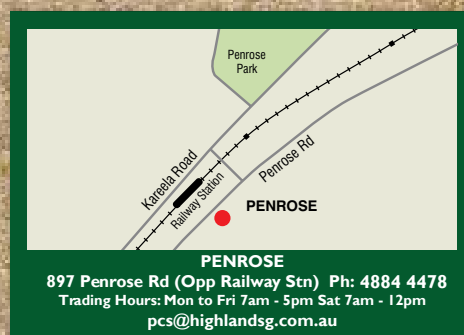 Penrose
Park
Kareela Road
Railway Station
Penrose Rd
PENROSE
PENROSE
897 Penrose Rd (Opp Railway Stn) Ph: 4884 4478
Trading Hours: Mon to Fri 7am - 5pm Sat 7am - 12pm
pcs@highlandsg.com.au